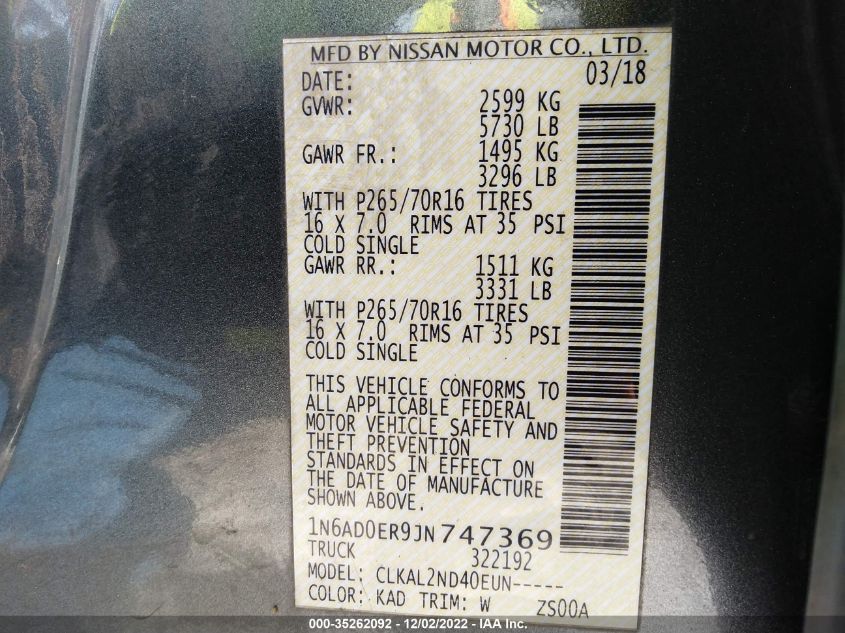 MFD BY NISSAN MOTOR CO., LTD.
DATE: 03/18
GVWR: 2599 KG
5730 LB
GAWR FR.: 1495 KG
3296 LB
WITH P265/70R16 TIRES
16 X 7.0 RIMS AT 35 PSI
COLD SINGLE
GAWR RR.: 1511 KG
3331 LB
WITH P265/70R16 TIRES
16 X 7.0 RIMS AT 35 PSI
COLD SINGLE
THIS VEHICLE CONFORMS TO
ALL APPLICABLE FEDERAL
MOTOR VEHICLE SAFETY AND
THEFT PREVENTION
STANDARDS IN EFFECT ON
THE DATE OF MANUFACTURE
SHOWN ABOVE.
1N6AD0ER9JN747369
TRUCK 322192
MODEL: CLKAL2ND40EUN-----
COLOR: KAD TRIM: W ZS00A
000-35262092 - 12/02/2022 - IAA Inc.